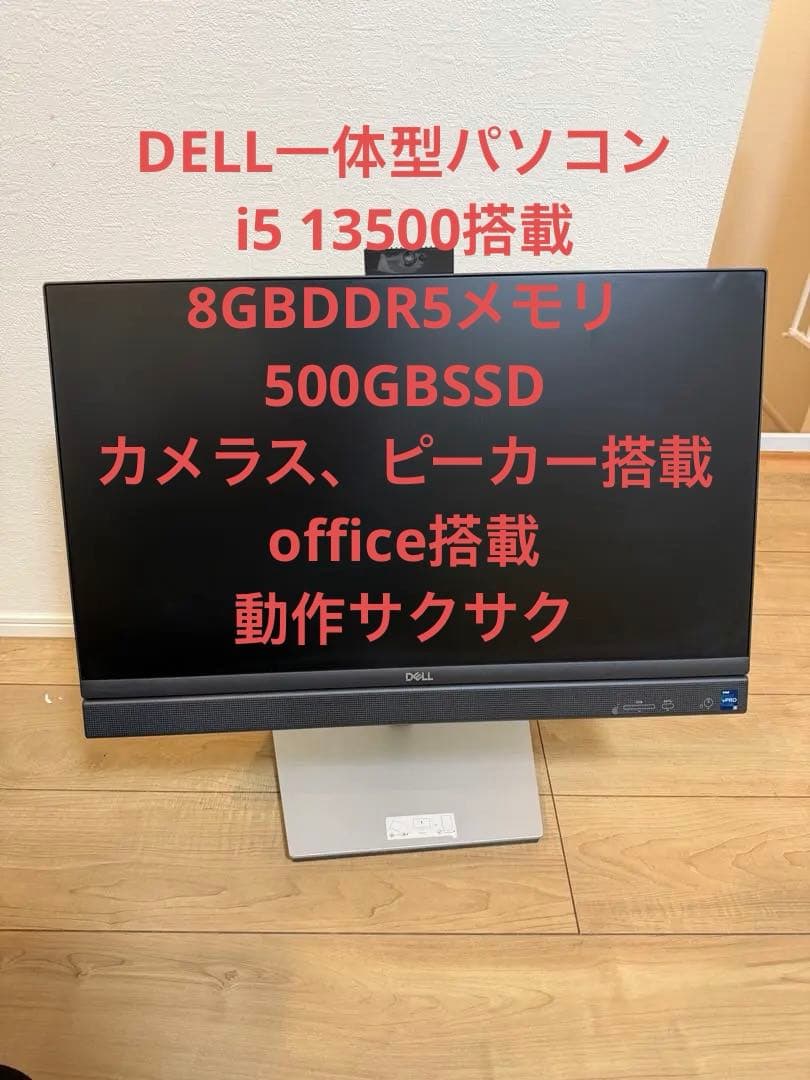 DELL一体型パソコン
i5 13500搭載
8GBDDR5メモリ
500GBSSD
カメラス、ピーカー搭載
office搭載
動作サクサク
DELL
vPRO